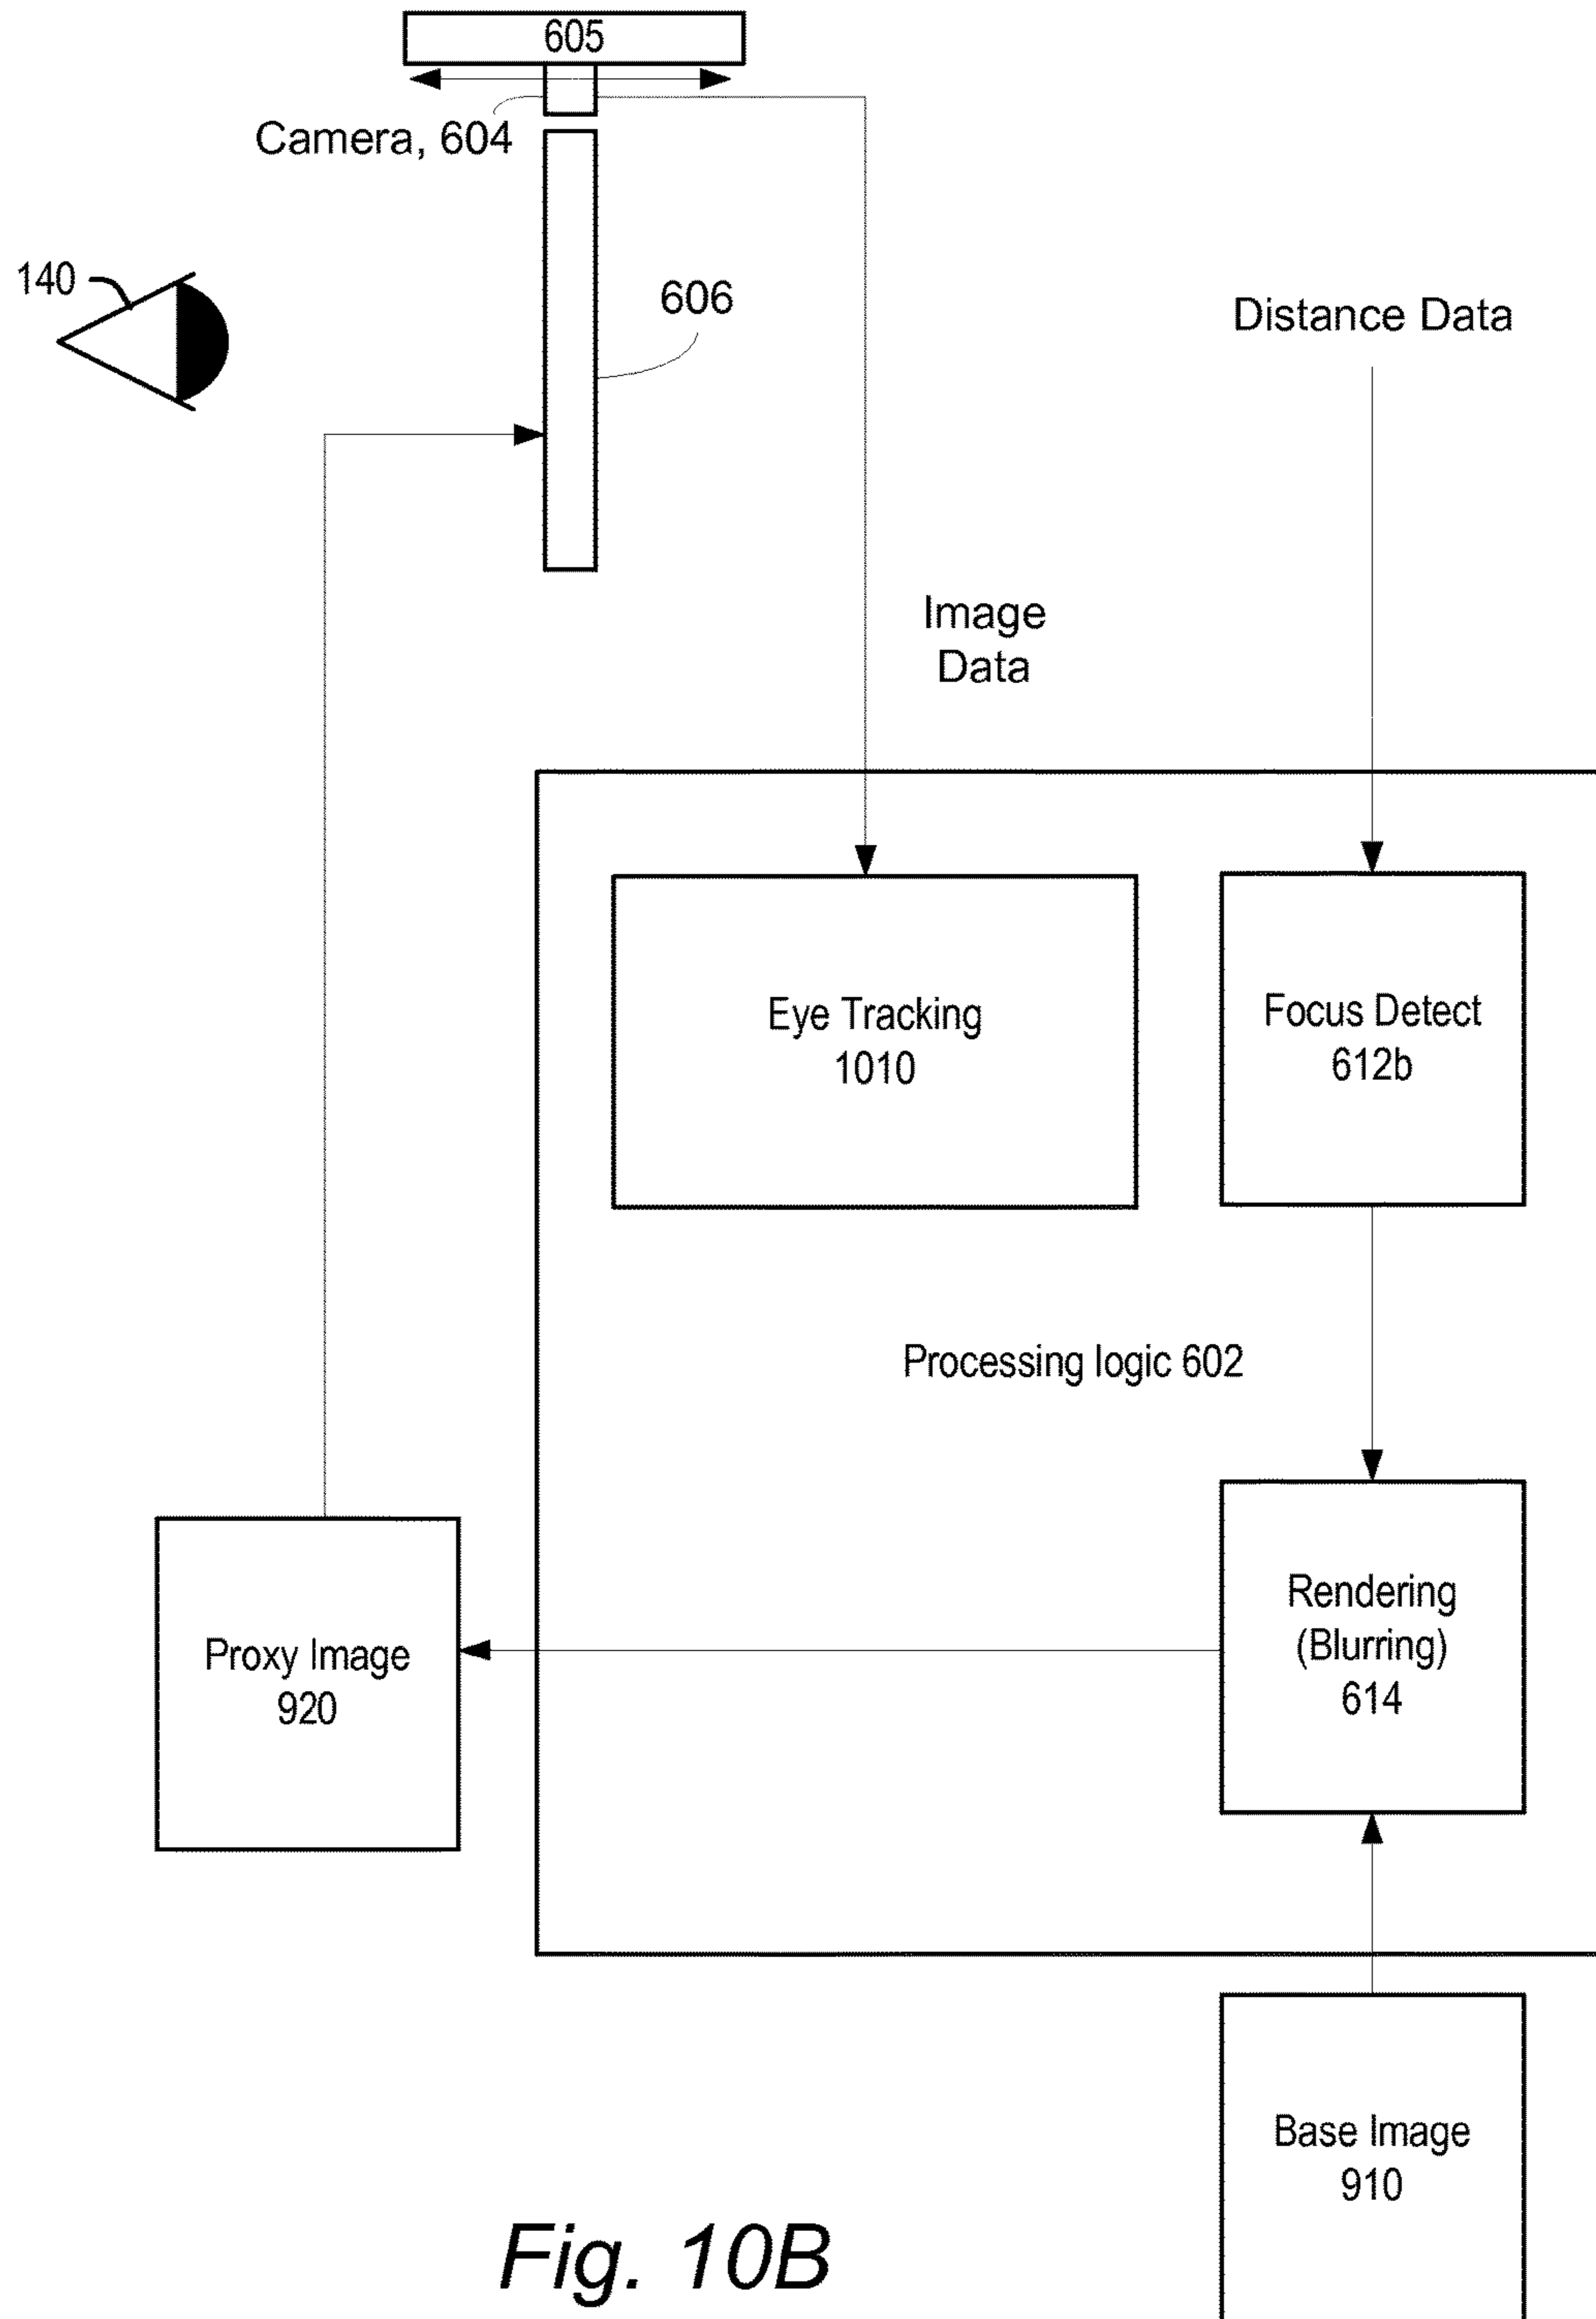 605
Camera, 604
140
606
Distance Data
Image
Data
Eye Tracking
1010
Focus Detect
612b
Processing logic 602
Rendering
(Blurring)
614
Proxy Image
920
Base Image
910
Fig. 10B